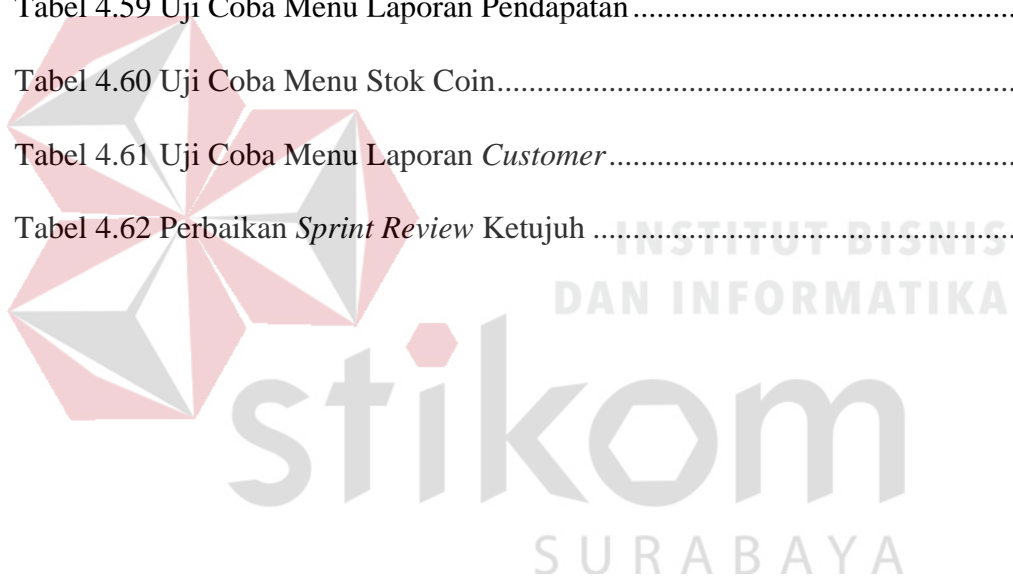 Tabel 4.59 Uji Coba Menu Laporan Pendapatan
Tabel 4.60 Uji Coba Menu Stok Coin
Tabel 4.61 Uji Coba Menu Laporan Customer
Tabel 4.62 Perbaikan Sprint Review Ketujuh
INSTITUT BISNIS
DAN INFORMATIKA
stikom
SURABAYA